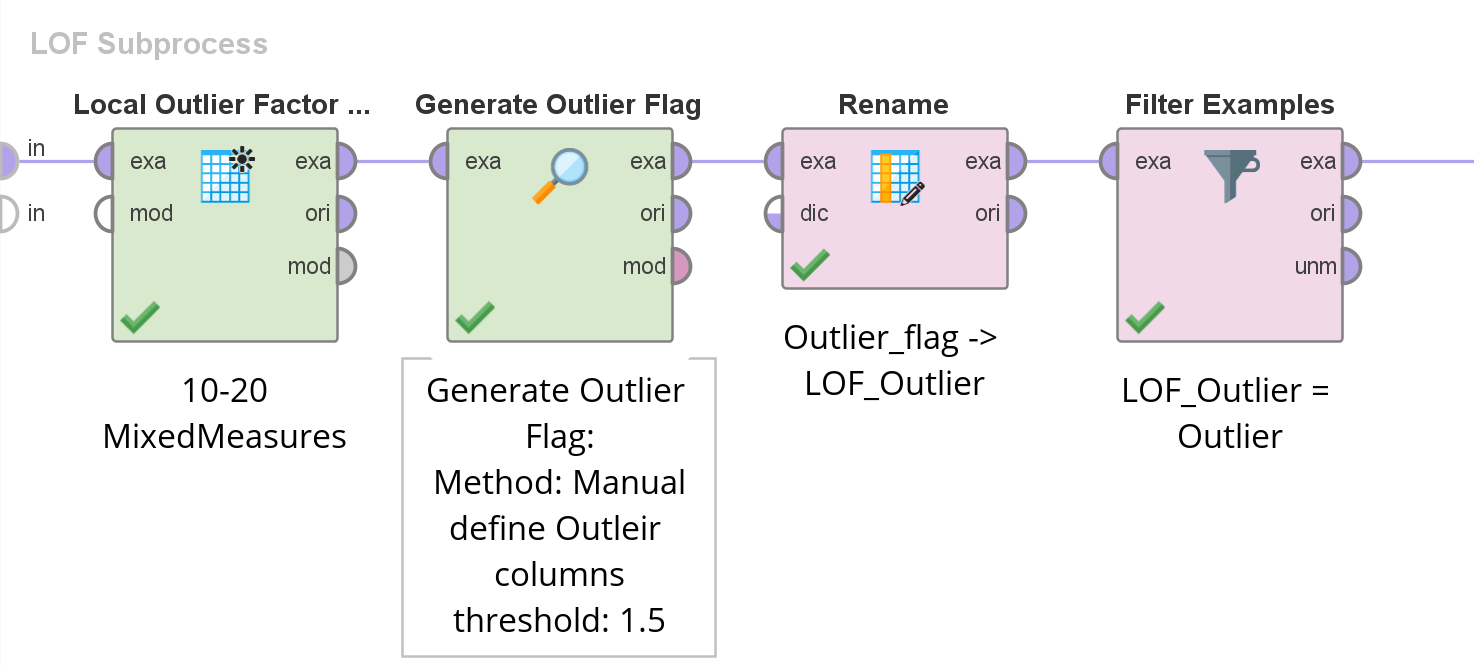 LOF Subprocess
Local Outlier Factor ...
Generate Outlier Flag
Rename
Filter Examples
in
exa
exa
exa
exa
exa
exa
exa
exa
in
mod
ori
ori
dic
ori
ori
mod
mod
unm
10-20
MixedMeasures
Generate Outlier
Flag:
Method: Manual
define Outleir
columns
threshold: 1.5
Outlier_flag ->
LOF_Outlier
LOF_Outlier =
Outlier